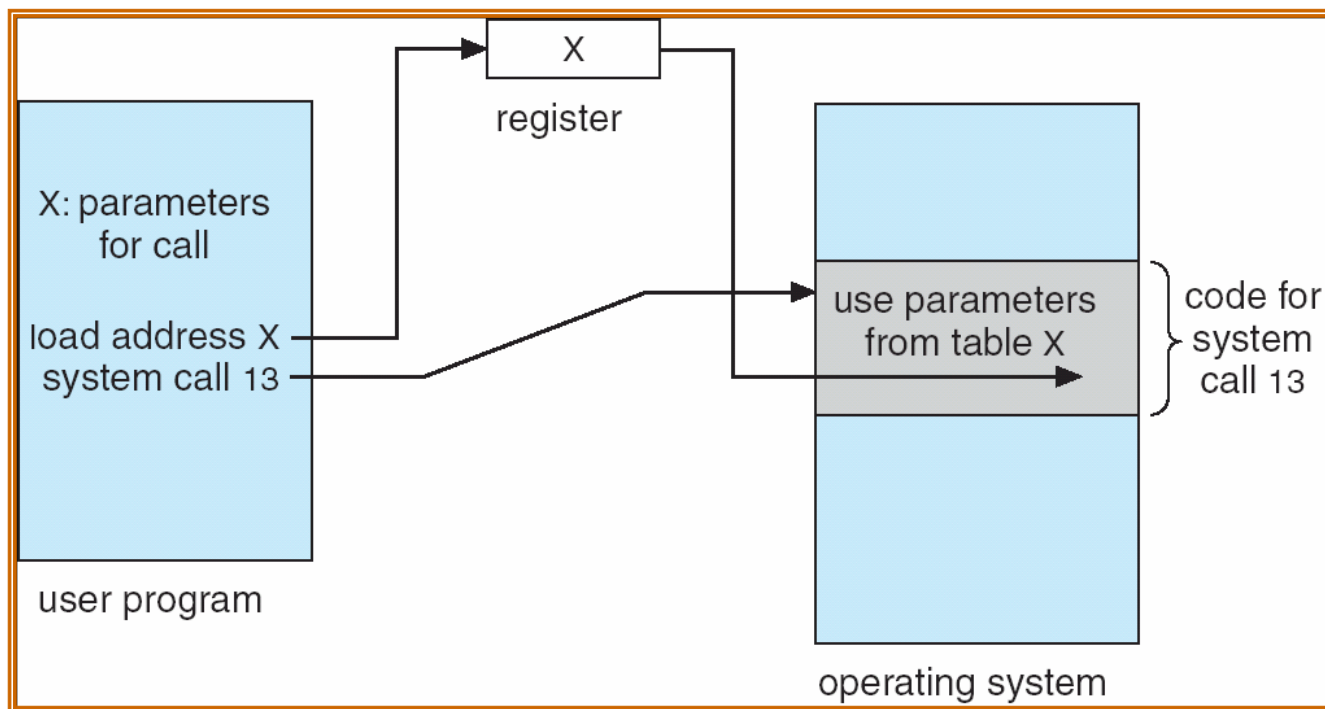 X
register
X: parameters
for call
load address X
system call 13
user program
use parameters
from table X
code for
system
call 13
operating system